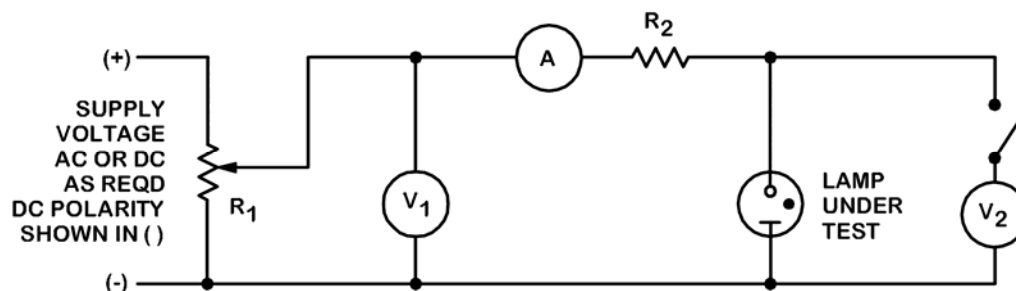 (+)
SUPPLY
VOLTAGE
AC OR DC
AS REQD
DC POLARITY
SHOWN IN ( )
(-)
R1
V1
A
R2
LAMP
UNDER
TEST
V2